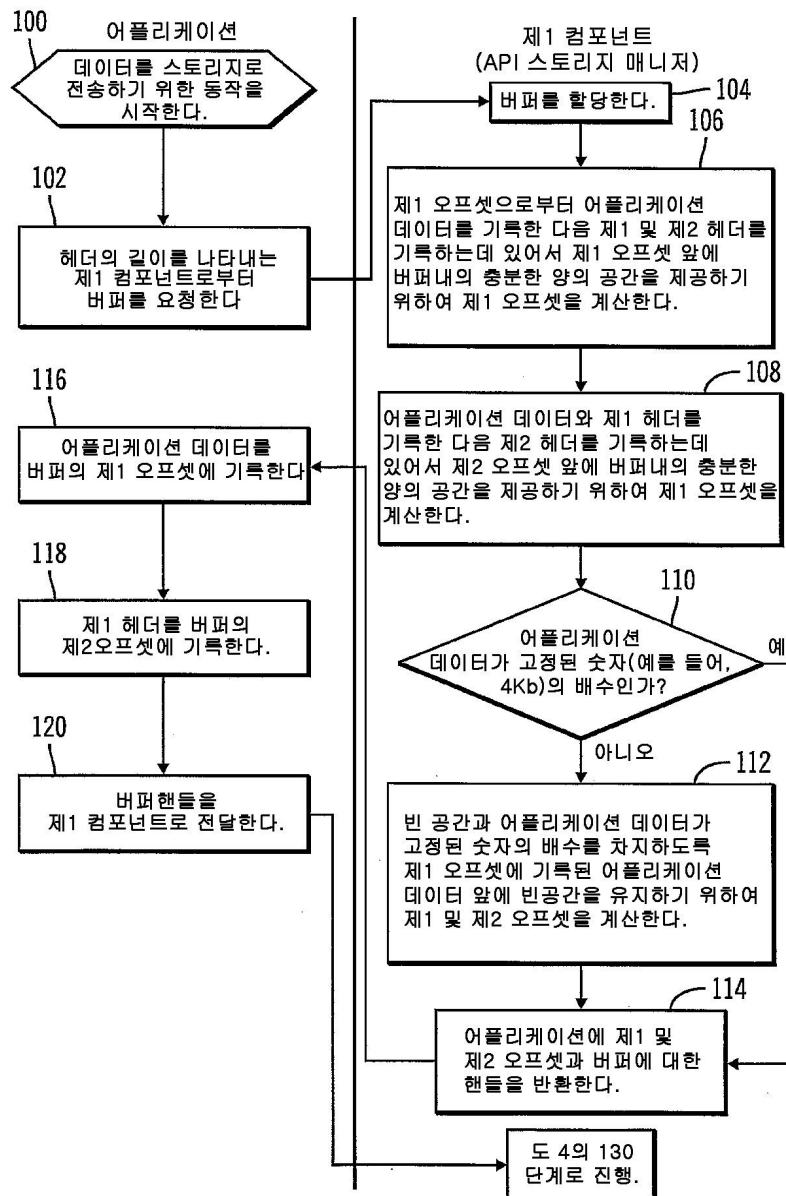 어플리케이션
100
데이터를 스토리지로
전송하기 위한 동작을
시작한다.
102
헤더의 길이를 나타내는
제1 컴포넌트로부터
버퍼를 요청한다
제1 컴포넌트
(API 스토리지 매니저)
버퍼를 할당한다.
104
106
제1 오프셋으로부터 어플리케이션
데이터를 기록한 다음 제1 및 제2 헤더를
기록하는데 있어서 제1 오프셋 앞에
버퍼내의 충분한 양의 공간을 제공하기
위하여 제1 오프셋을 계산한다.
108
어플리케이션 데이터와 제1 헤더를
기록한 다음 제2 헤더를 기록하는데
있어서 제2 오프셋 앞에 버퍼내의 충분한
양의 공간을 제공하기 위하여 제1 오프셋을
계산한다.
110
어플리케이션
데이터가 고정된 숫자(예를 들어,
4Kb)의 배수인가?
예
아니오
112
빈 공간과 어플리케이션 데이터가
고정된 숫자의 배수를 차지하도록
제1 오프셋에 기록된 어플리케이션
데이터 앞에 빈공간을 유지하기 위하여
제1 및 제2 오프셋을 계산한다.
114
어플리케이션에 제1 및
제2 오프셋과 버퍼에 대한
핸들을 반환한다.
116
어플리케이션 데이터를
버퍼의 제1 오프셋에 기록한다
118
제1 헤더를 버퍼의
제2오프셋에 기록한다.
120
버퍼핸들을
제1 컴포넌트로 전달한다.
도 4의 130
단계로 진행.